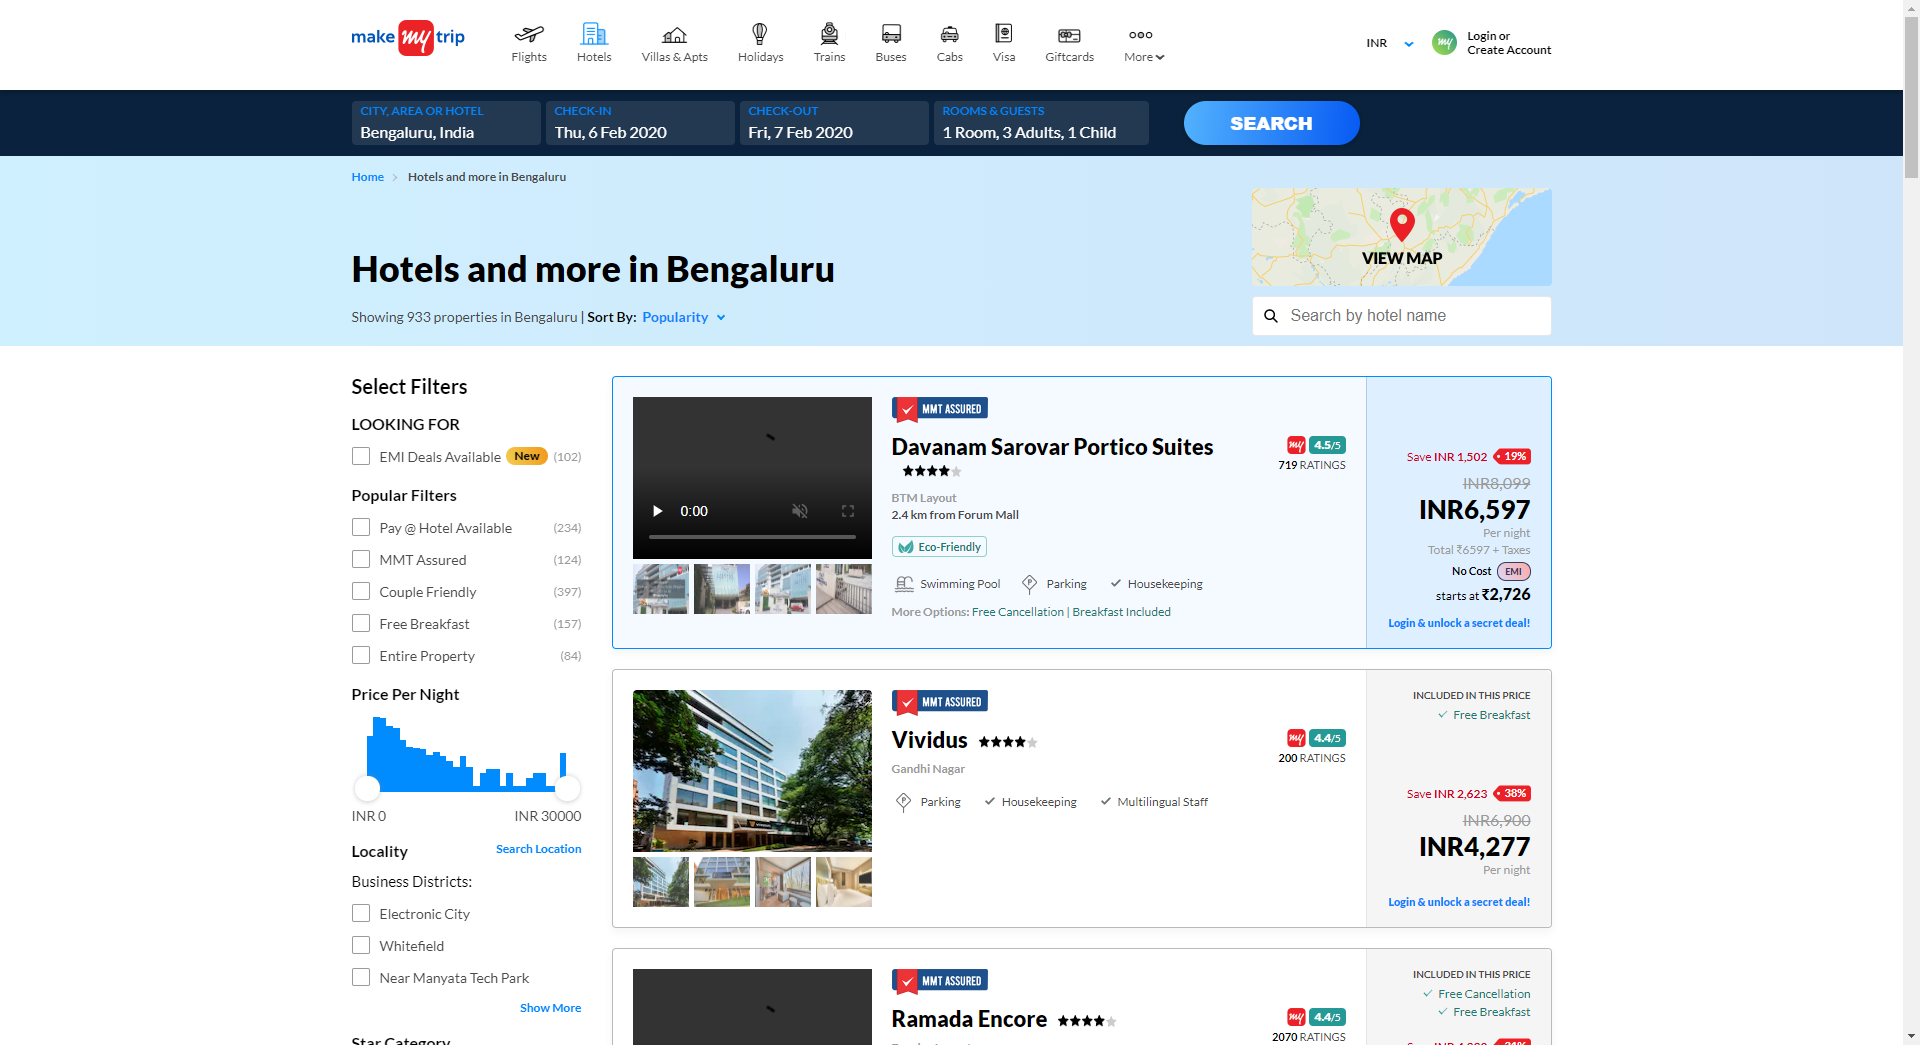 make my trip
Flights
Hotels
Villas & Apts
Holidays
Trains
Buses
Cabs
Visa
Giftcards
More
INR
my
Login or
Create Account
CITY, AREA OR HOTEL
Bengaluru, India
CHECK-IN
Thu, 6 Feb 2020
CHECK-OUT
Fri, 7 Feb 2020
ROOMS & GUESTS
1 Room, 3 Adults, 1 Child
SEARCH
Home > Hotels and more in Bengaluru
Hotels and more in Bengaluru
Showing 933 properties in Bengaluru | Sort By: Popularity
VIEW MAP
Search by hotel name
Select Filters
LOOKING FOR
EMI Deals Available New (102)
Popular Filters
Pay @ Hotel Available (234)
MMT Assured (124)
Couple Friendly (397)
Free Breakfast (157)
Entire Property (84)
Price Per Night
INR 0 INR 30000
Locality Search Location
Business Districts:
Electronic City
Whitefield
Near Manyata Tech Park
Show More
Star Category
0:00
MMT ASSURED
Davanam Sarovar Portico Suites
my 4.5/5
719 RATINGS
BTM Layout
2.4 km from Forum Mall
Eco-Friendly
Swimming Pool Parking Housekeeping
More Options: Free Cancellation | Breakfast Included
Save INR 1,502 19%
INR8,099
INR6,597
Per night
Total ₹6597 + Taxes
No Cost EMI
starts at ₹2,726
Login & unlock a secret deal!
MMT ASSURED
Vividus
my 4.4/5
200 RATINGS
Gandhi Nagar
Parking Housekeeping Multilingual Staff
INCLUDED IN THIS PRICE
Free Breakfast
Save INR 2,623 38%
INR6,900
INR4,277
Per night
Login & unlock a secret deal!
MMT ASSURED
Ramada Encore
my 4.4/5
2070 RATINGS
INCLUDED IN THIS PRICE
Free Cancellation
Free Breakfast